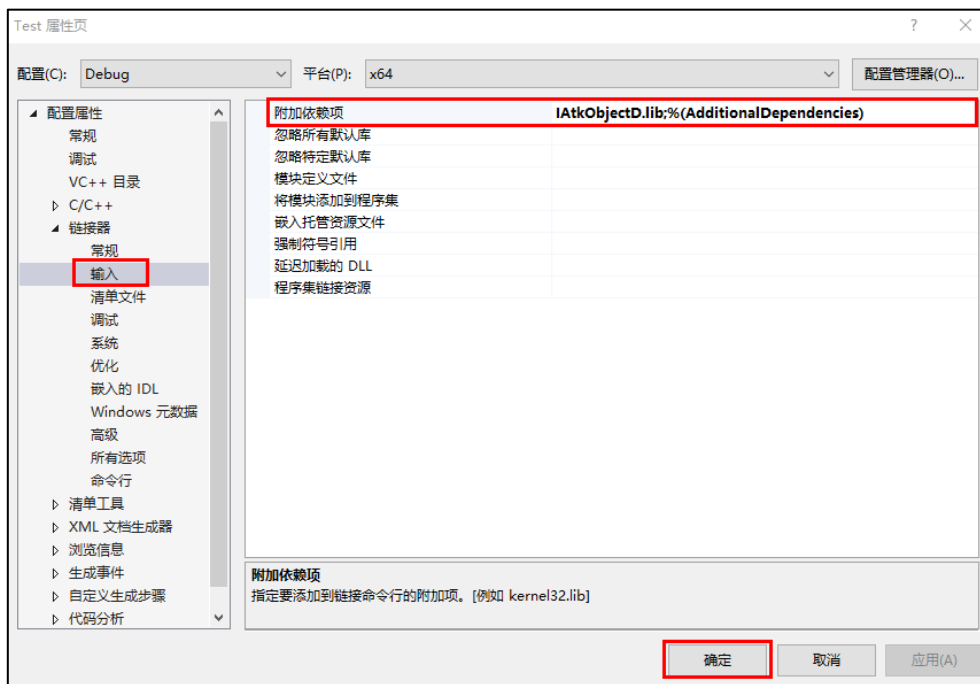 Test 属性页
配置(C): Debug 平台(P): x64 配置管理器(O)...
配置属性
常规
调试
VC++ 目录
C/C++
链接器
常规
输入
清单文件
调试
系统
优化
嵌入的 IDL
Windows 元数据
高级
所有选项
命令行
清单工具
XML 文档生成器
浏览信息
生成事件
自定义生成步骤
代码分析
附加依赖项 IAtkObjectD.lib;%(AdditionalDependencies)
忽略所有默认库
忽略特定默认库
模块定义文件
将模块添加到程序集
嵌入托管资源文件
强制符号引用
延迟加载的 DLL
程序集链接资源
附加依赖项
指定要添加到链接命令行的附加项。[例如 kernel32.lib]
确定 取消 应用(A)